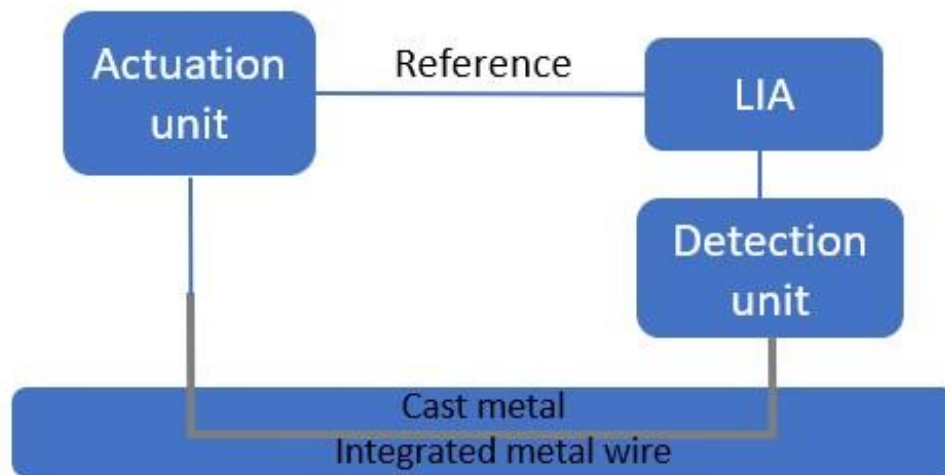 Actuation
unit
Reference
LIA
Detection
unit
Cast metal
Integrated metal wire